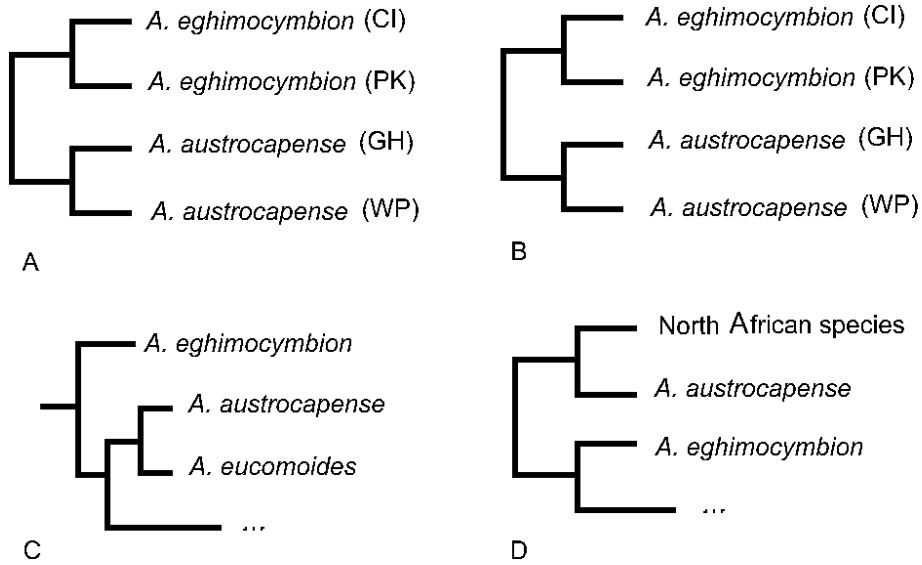 A. eghimocymbion (CI)
A. eghimocymbion (PK)
A. austrocapense (GH)
A. austrocapense (WP)
A
A. eghimocymbion (CI)
A. eghimocymbion (PK)
A. austrocapense (GH)
A. austrocapense (WP)
B
A. eghimocymbion
A. austrocapense
A. eucomoides
C
North African species
A. austrocapense
A. eghimocymbion
D